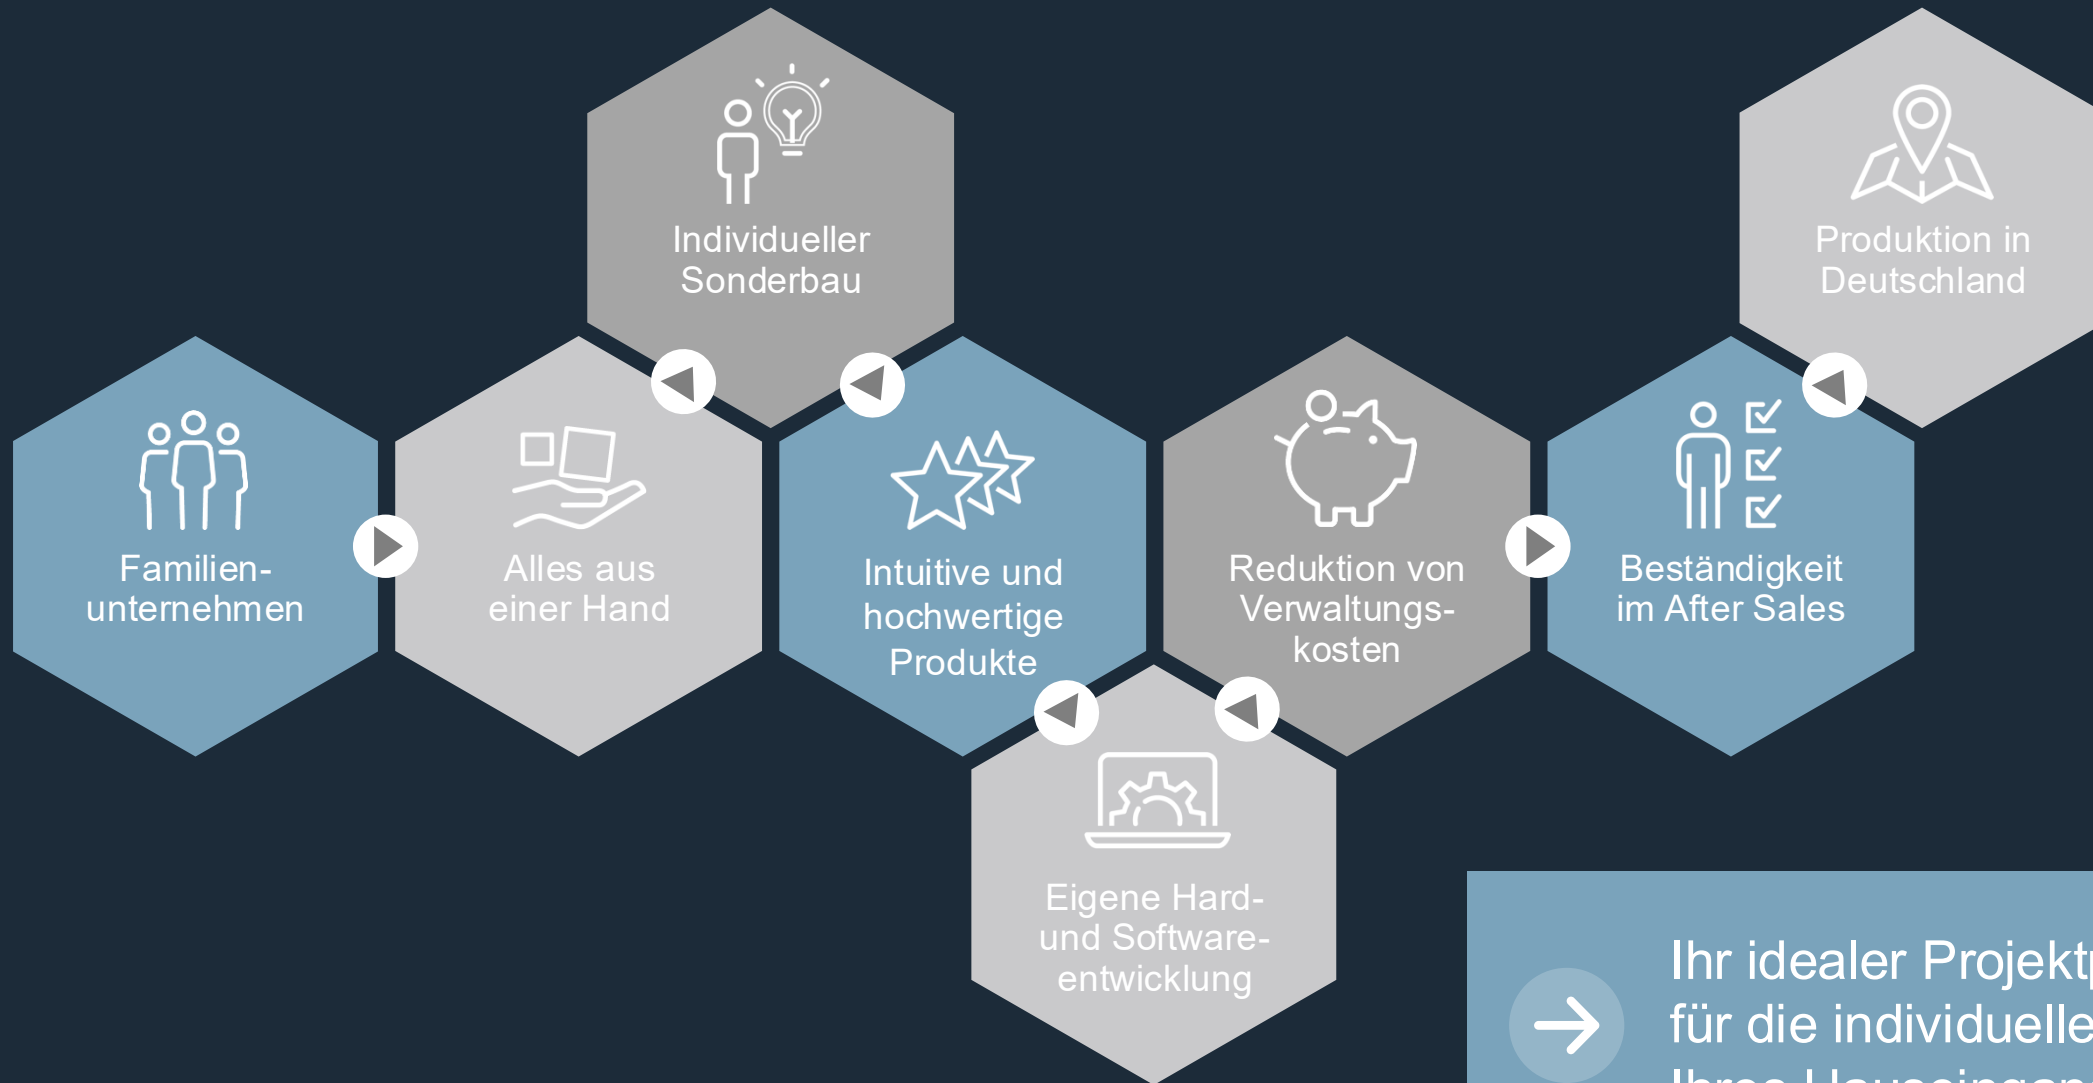 Individueller
Sonderbau
Produktion in
Deutschland
Familien-
unternehmen
Alles aus
einer Hand
Intuitive und
hochwertige
Produkte
Reduktion von
Verwaltungs-
kosten
Beständigkeit
im After Sales
Eigene Hard-
und Software-
entwicklung
Ihr idealer
für die individuelle
Ihres